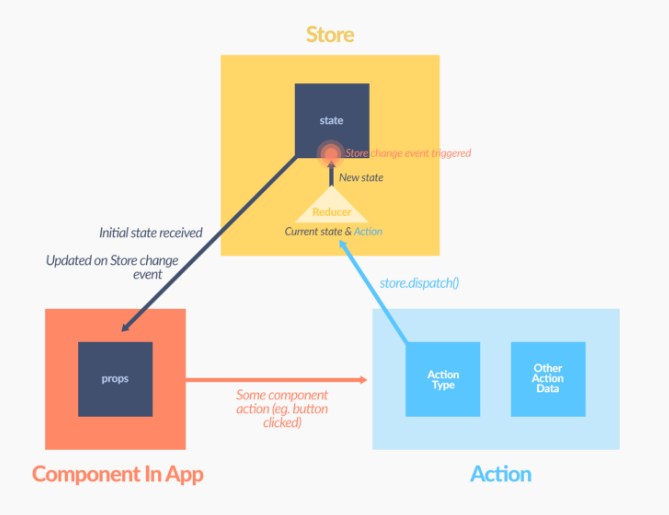 Store
state
Store change event triggered
New state
Reducer
Current state & Action
Initial state received
Updated on Store change
event
store.dispatch()
props
Some component
action (eg. button
clicked)
Action
Type
Other
Action
Data
Component In App
Action